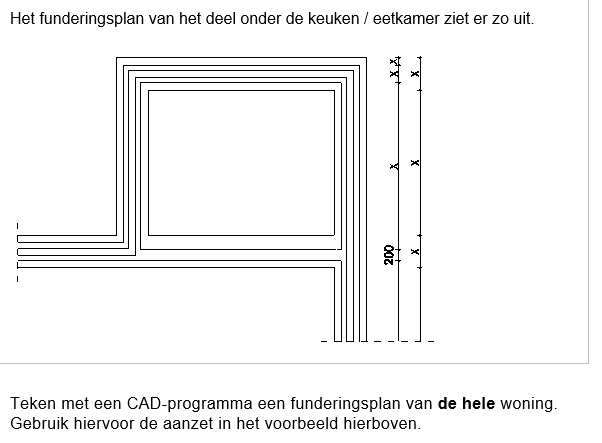 Het funderingsplan van het deel onder de keuken / eetkamer ziet er zo uit.
X
X
X
X
X
200
X
Teken met een CAD-programma een funderingsplan van de hele woning.
Gebruik hiervoor de aanzet in het voorbeeld hierboven.